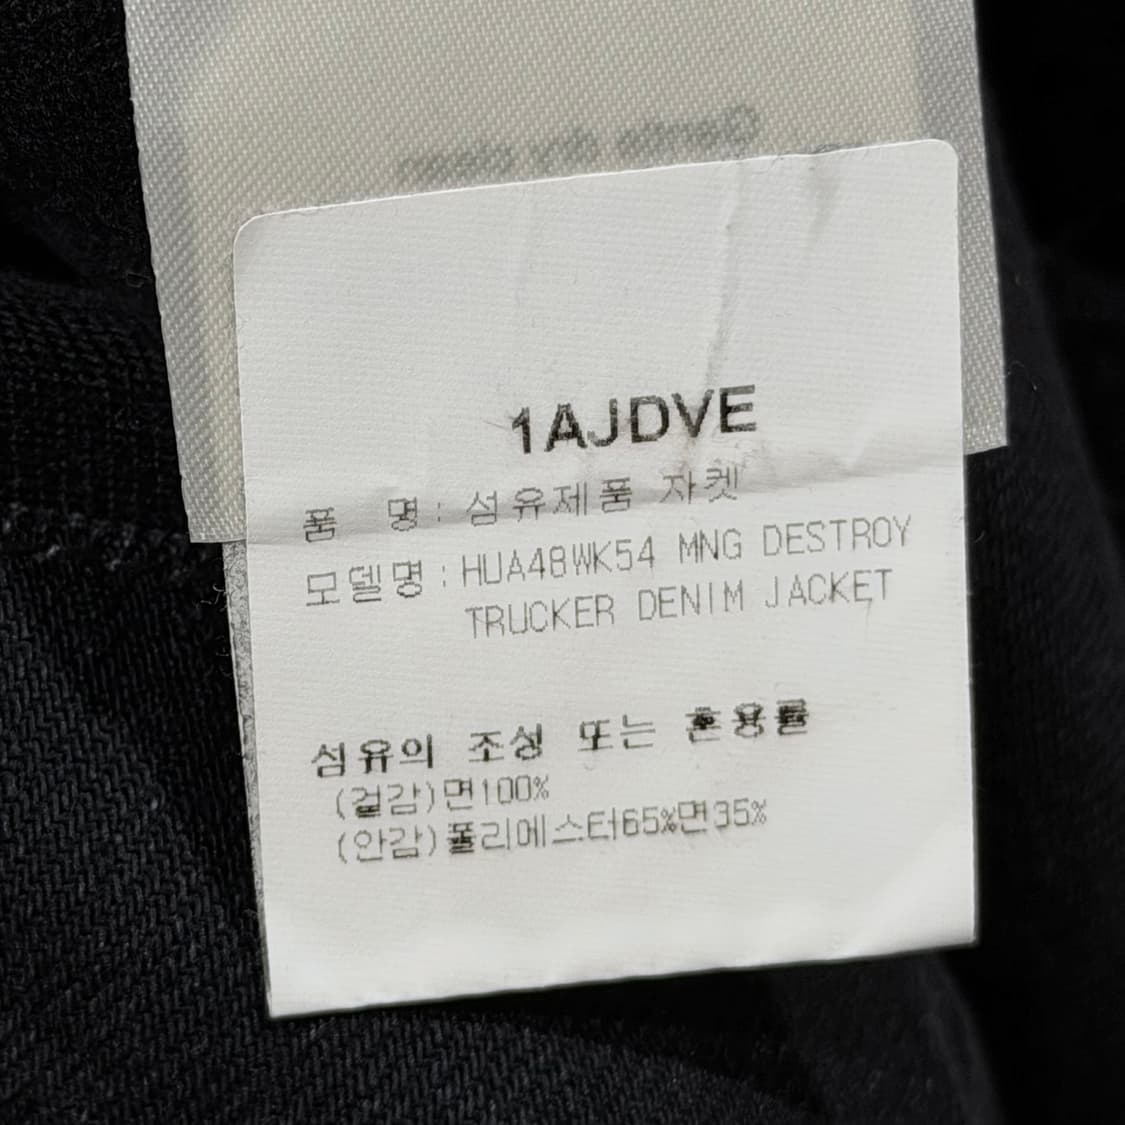 1AJDVE
품 명 : 섬유제품 자켓
모델명 : HUA48WK54 MNG DESTROY
TRUCKER DENIM JACKET
섬유의 조성 또는 혼용률
(겉감)면100%
(안감)폴리에스터65%면35%